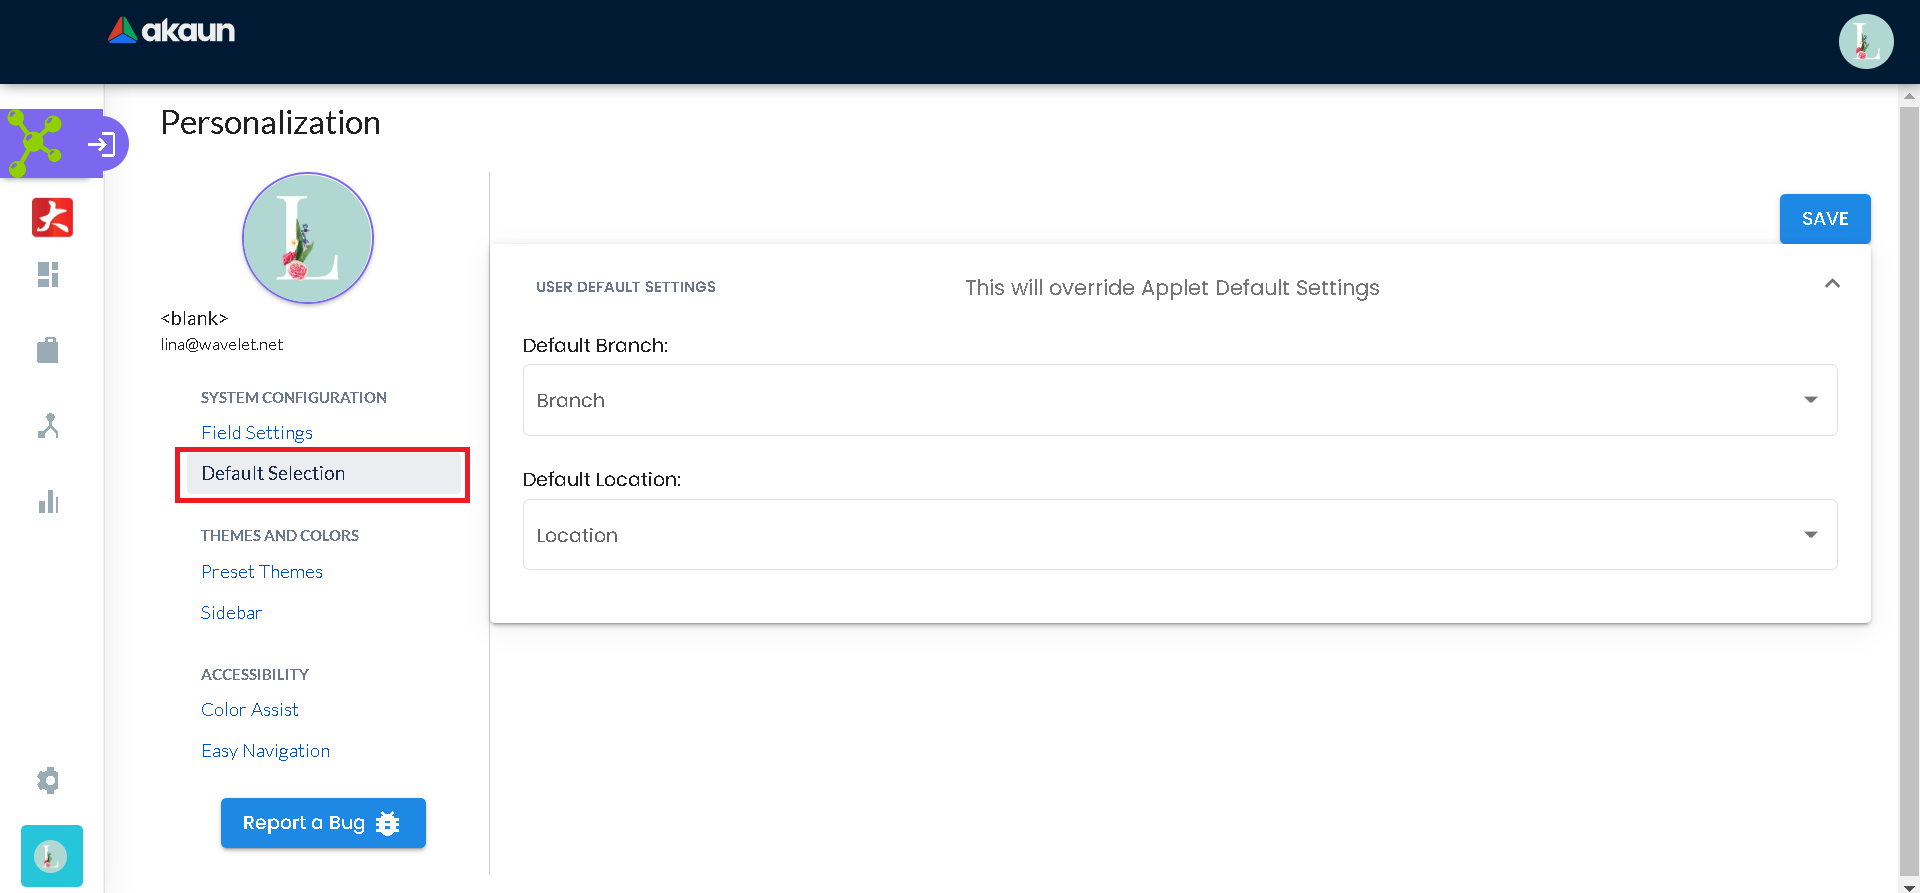 akaun
Personalization
<blank>
lina@wavelet.net
SYSTEM CONFIGURATION
Field Settings
Default Selection
THEMES AND COLORS
Preset Themes
Sidebar
ACCESSIBILITY
Color Assist
Easy Navigation
Report a Bug
SAVE
USER DEFAULT SETTINGS
This will override Applet Default Settings
Default Branch:
Branch
Default Location:
Location
L
L
L